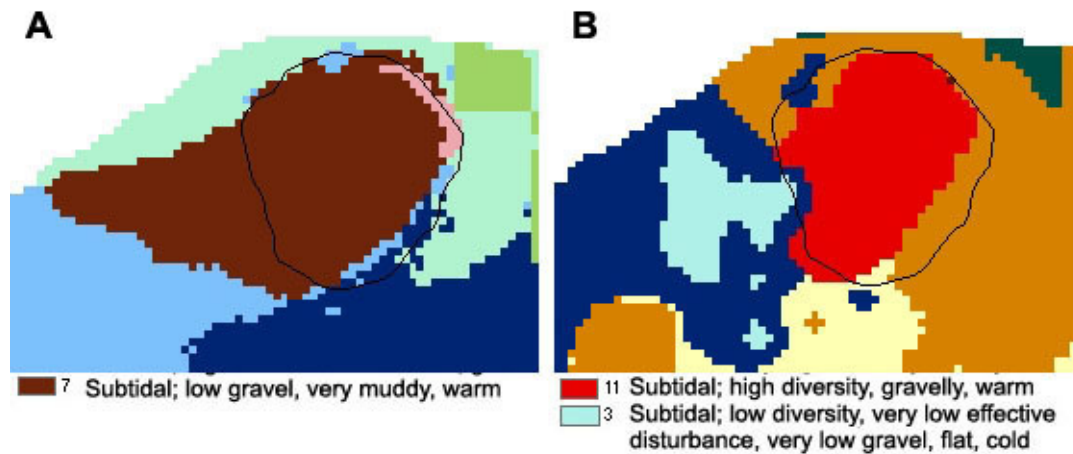 A
B
7 Subtidal; low gravel, very muddy, warm
11 Subtidal; high diversity, gravelly, warm
3 Subtidal; low diversity, very low effective
disturbance, very low gravel, flat, cold